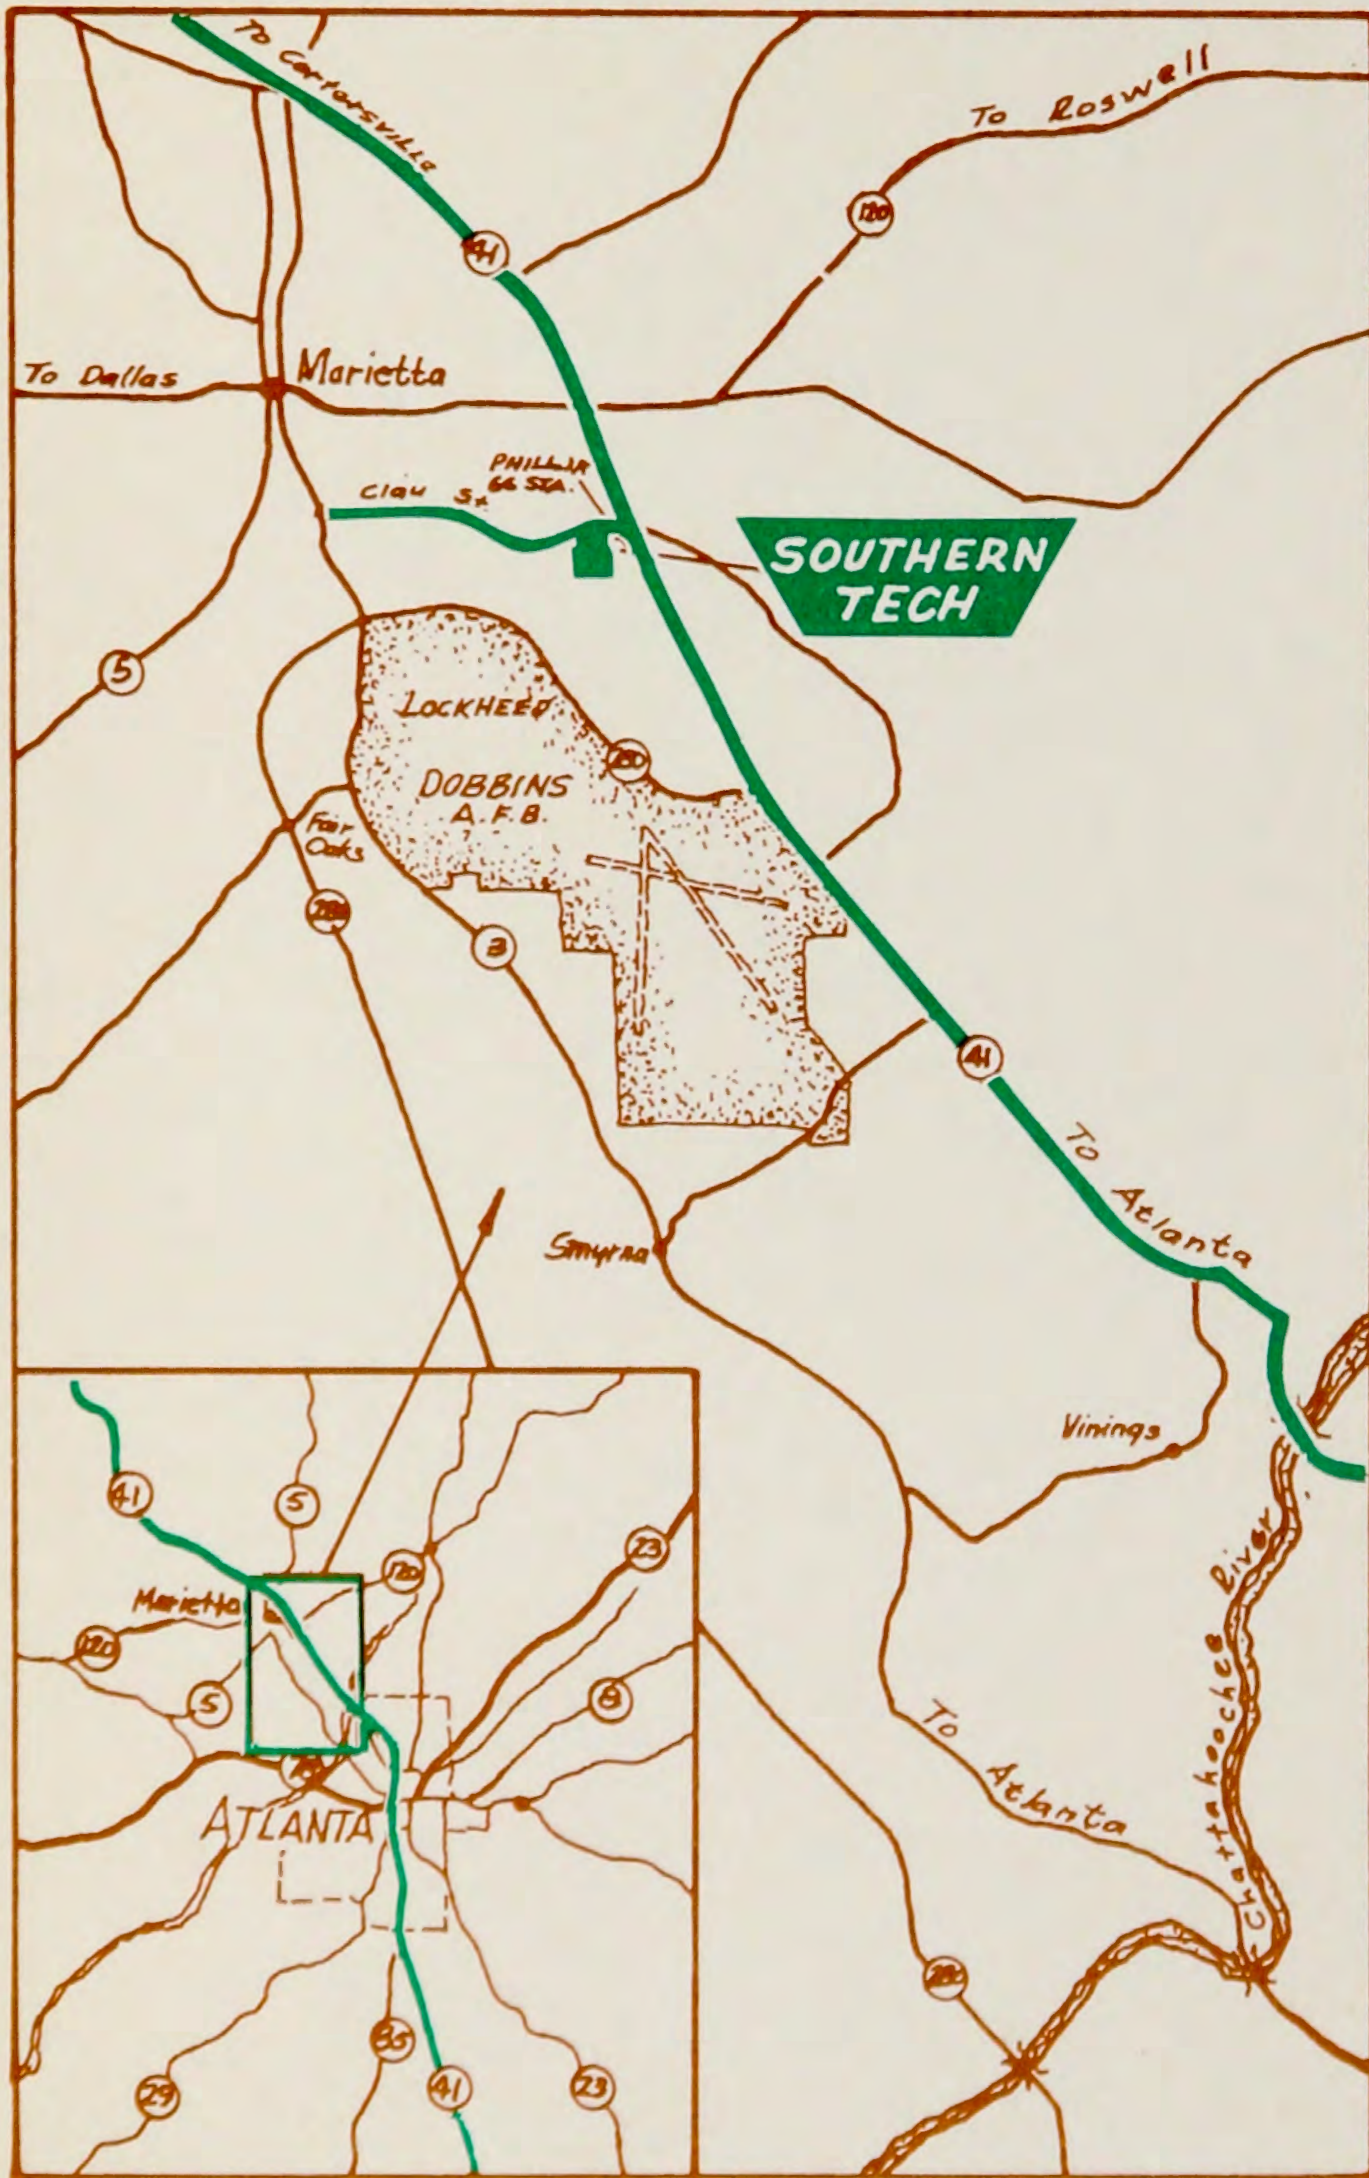 To Cartersville
To Roswell
120
41
To Dallas
Marietta
PHILLIP
66 STA.
Clay St
SOUTHERN
TECH
5
LOCKHEED
280
DOBBINS
A.F.B.
Fair
Oaks
280
3
41
To Atlanta
Smyrna
Vinings
41
5
23
120
Marietta
120
5
8
Chattahoochee River
To Atlanta
78
ATLANTA
280
85
29
41
23